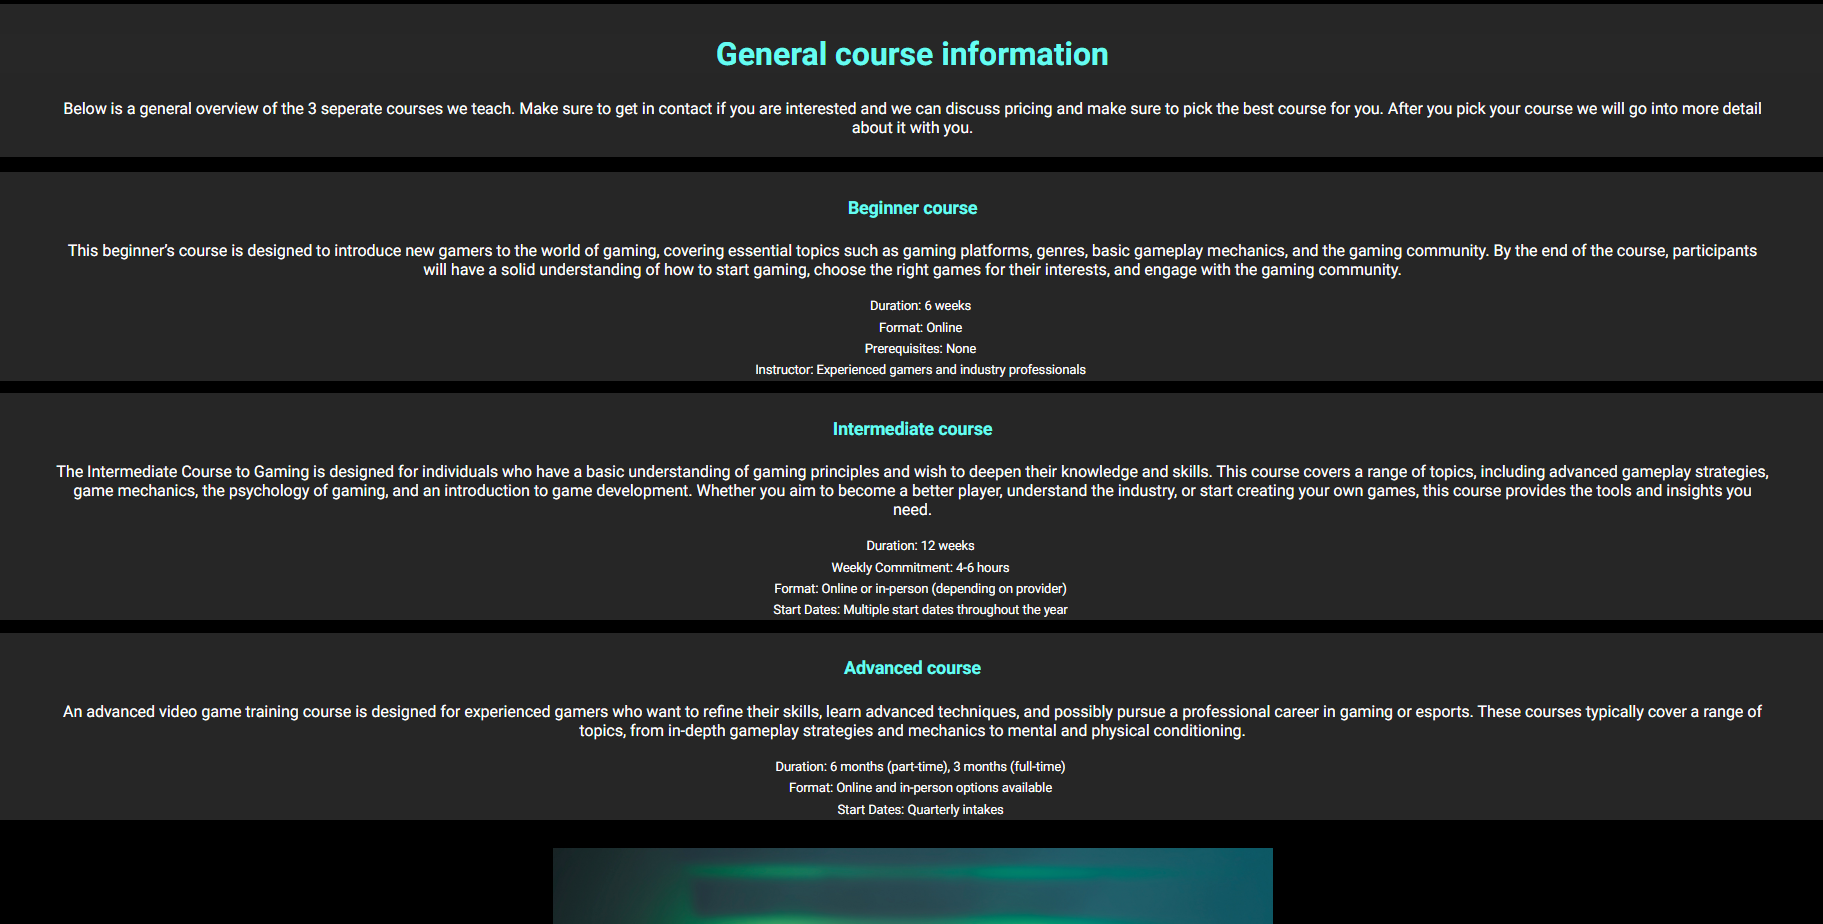 General course information
Below is a general overview of the 3 seperate courses we teach. Make sure to get in contact if you are interested and we can discuss pricing and make sure to pick the best course for you. After you pick your course we will go into more detail
about it with you.
Beginner course
This beginner's course is designed to introduce new gamers to the world of gaming, covering essential topics such as gaming platforms, genres, basic gameplay mechanics, and the gaming community. By the end of the course, participants
will have a solid understanding of how to start gaming, choose the right games for their interests, and engage with the gaming community.
Duration: 6 weeks
Format: Online
Prerequisites: None
Instructor: Experienced gamers and industry professionals
Intermediate course
The Intermediate Course to Gaming is designed for individuals who have a basic understanding of gaming principles and wish to deepen their knowledge and skills. This course covers a range of topics, including advanced gameplay strategies,
game mechanics, the psychology of gaming, and an introduction to game development. Whether you aim to become a better player, understand the industry, or start creating your own games, this course provides the tools and insights you
need.
Duration: 12 weeks
Weekly Commitment: 4-6 hours
Format: Online or in-person (depending on provider)
Start Dates: Multiple start dates throughout the year
Advanced course
An advanced video game training course is designed for experienced gamers who want to refine their skills, learn advanced techniques, and possibly pursue a professional career in gaming or esports. These courses typically cover a range of
topics, from in-depth gameplay strategies and mechanics to mental and physical conditioning.
Duration: 6 months (part-time), 3 months (full-time)
Format: Online and in-person options available
Start Dates: Quarterly intakes